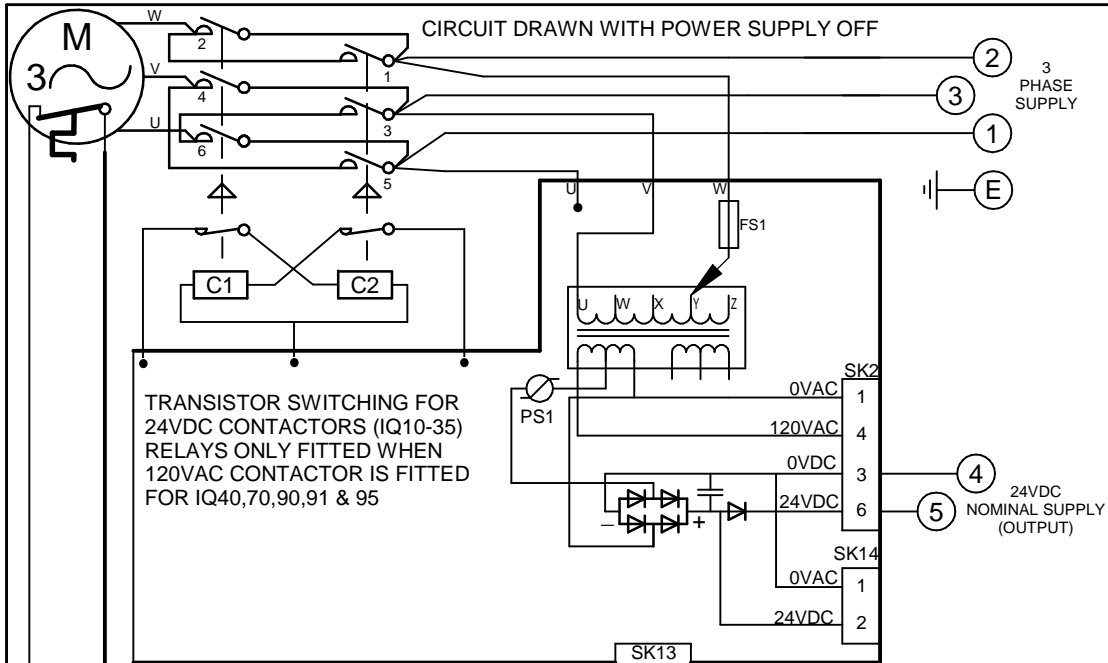 CIRCUIT DRAWN WITH POWER SUPPLY OFF
W
M
3
V
U
2
1
4
3
6
5
2
3
1
E
3
PHASE
SUPPLY
U
V
W
FS1
C1
C2
U
W
X
Y
Z
PS1
TRANSISTOR SWITCHING FOR
24VDC CONTACTORS (IQ10-35)
RELAYS ONLY FITTED WHEN
120VAC CONTACTOR IS FITTED
FOR IQ40,70,90,91 & 95
SK2
0VAC 1
120VAC 4
0VDC 3
24VDC 6
4
5
24VDC
NOMINAL SUPPLY
(OUTPUT)
− +
SK14
0VAC 1
24VDC 2
SK13